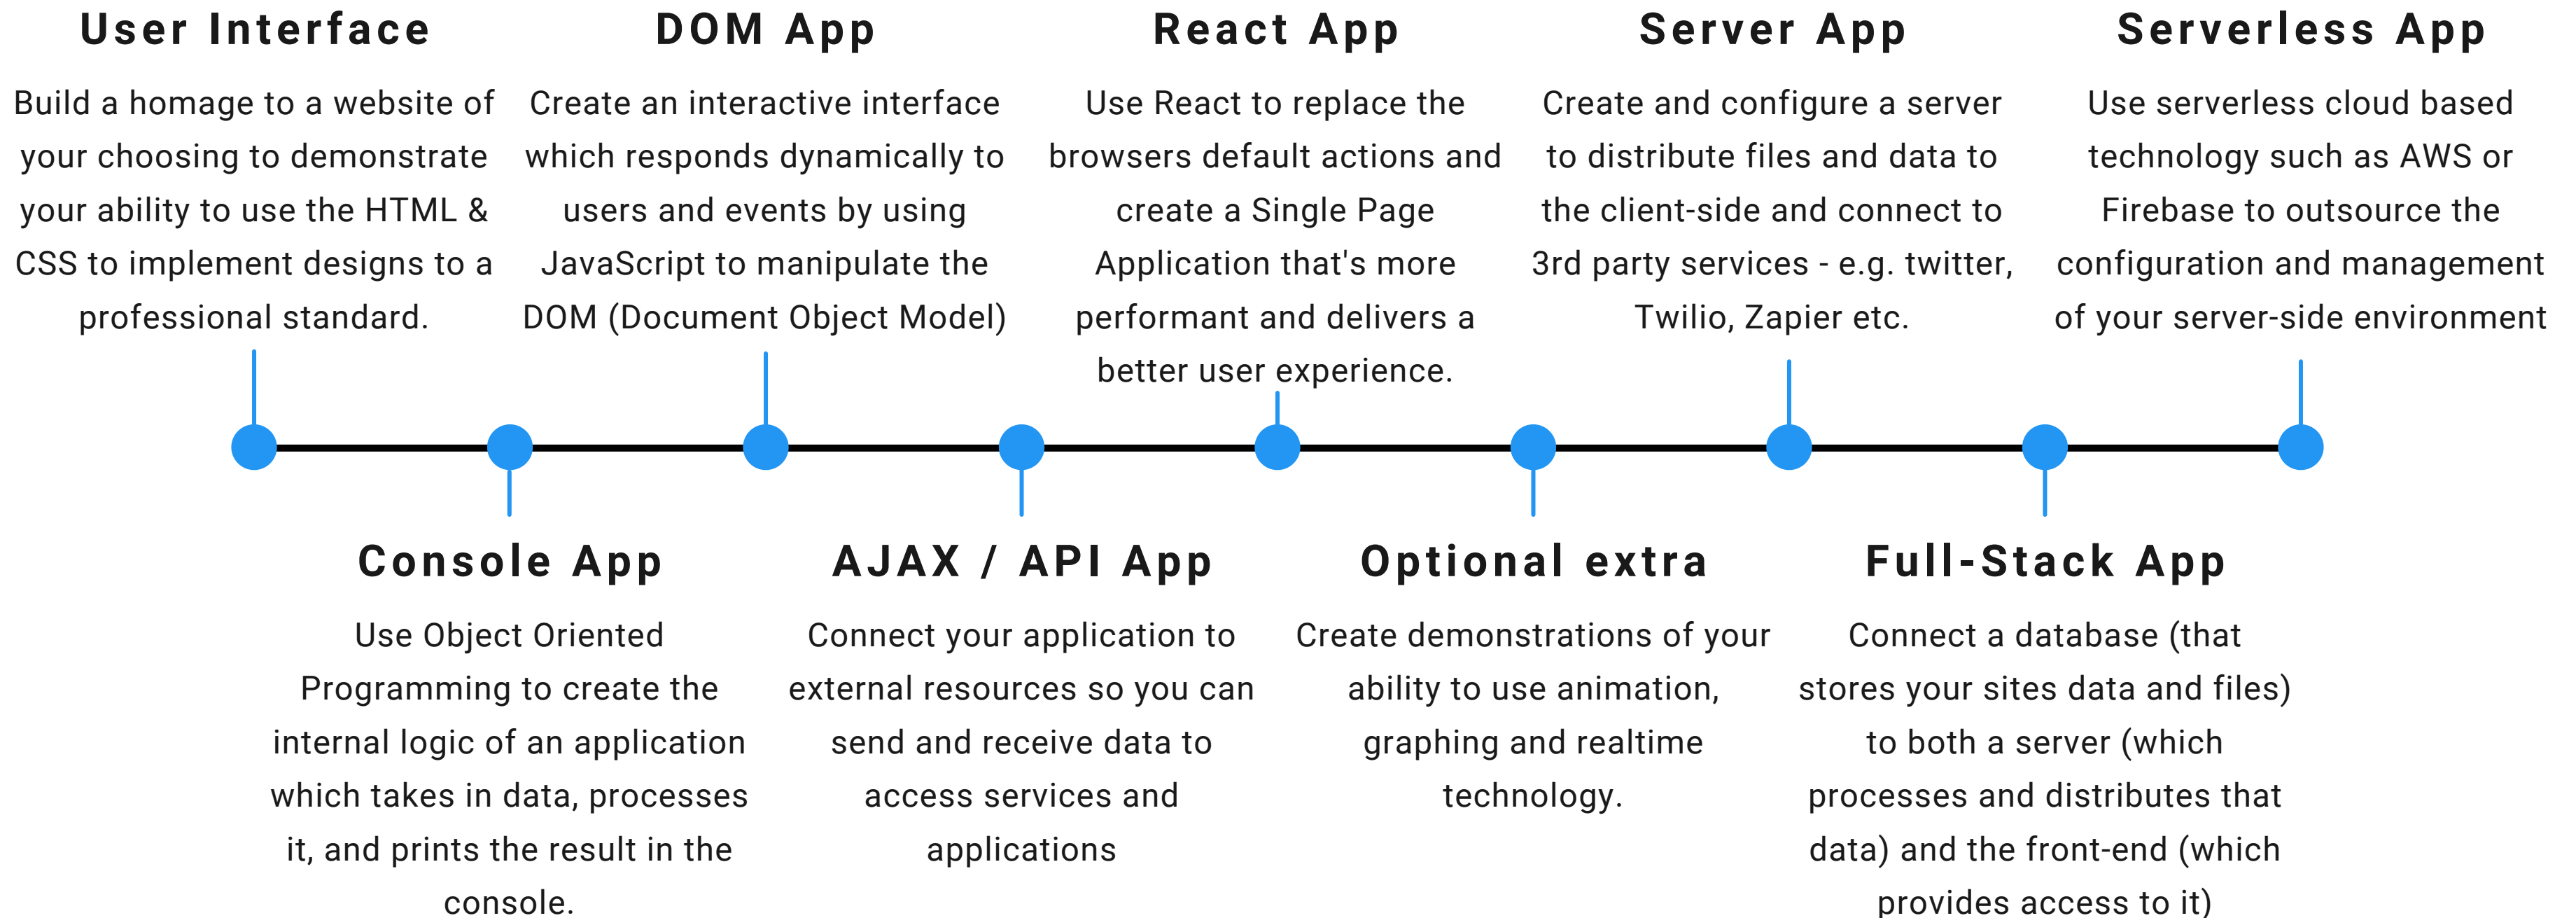 User Interface
Build a homage to a website of
your choosing to demonstrate
your ability to use the HTML &
CSS to implement designs to a
professional standard.
DOM App
Create an interactive interface
which responds dynamically to
users and events by using
JavaScript to manipulate the
DOM (Document Object Model)
React App
Use React to replace the
browsers default actions and
create a Single Page
Application that's more
performant and delivers a
better user experience.
Server App
Create and configure a server
to distribute files and data to
the client-side and connect to
3rd party services - e.g. twitter,
Twilio, Zapier etc.
Serverless App
Use serverless cloud based
technology such as AWS or
Firebase to outsource the
configuration and management
of your server-side environment
Console App
Use Object Oriented
Programming to create the
internal logic of an application
which takes in data, processes
it, and prints the result in the
console.
AJAX / API App
Connect your application to
external resources so you can
send and receive data to
access services and
applications
Optional extra
Create demonstrations of your
ability to use animation,
graphing and realtime
technology.
Full-Stack App
Connect a database (that
stores your sites data and files)
to both a server (which
processes and distributes that
data) and the front-end (which
provides access to it)